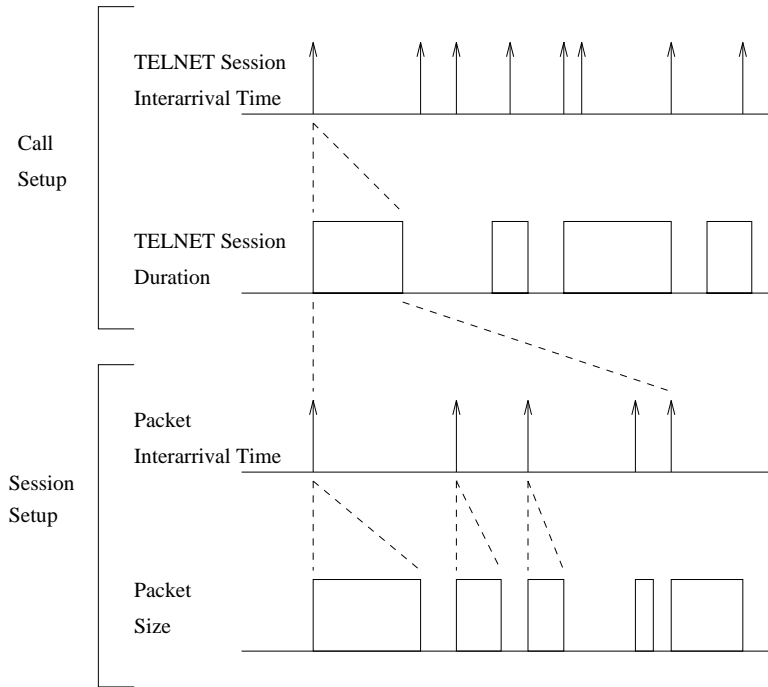 TELNET Session
Interarrival Time
Call
Setup
TELNET Session
Duration
Packet
Interarrival Time
Session
Setup
Packet
Size